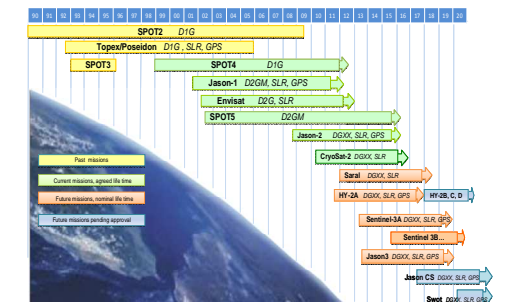 90 91 92 93 94 95 96 97 98 99 00 01 02 03 04 05 06 07 08 09 10 11 12 13 14 15 16 17 18 19 20
SPOT2 D1G
Topex/Poseidon D1G , SLR, GPS
SPOT3
SPOT4 D1G
Jason-1 D2GM, SLR, GPS
Envisat D2G, SLR
SPOT5 D2GM
Jason-2 DGXX, SLR, GPS
CryoSat-2 DGXX, SLR
Past missions
Saral DGXX, SLR
Current missions, agreed life time
HY-2A DGXX, SLR, GPS
HY-2B, C, D
Future missions, nominal life time
Future missions pending approval
Sentinel-3A DGXX, SLR, GPS
Sentinel 3B...
Jason3 DGXX, SLR, GPS
Jason CS DGXX, SLR, GPS
Swot DGXX, SLR, GPS